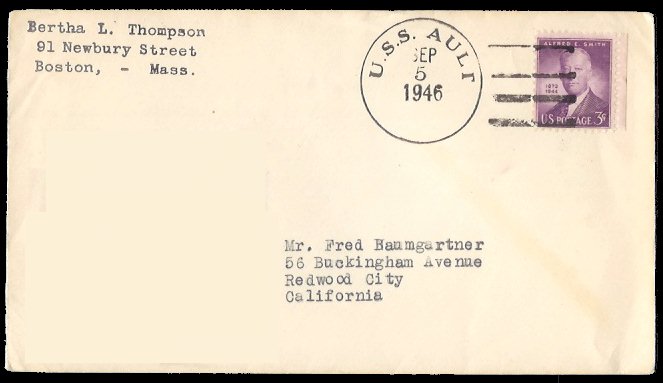 Bertha L. Thompson
91 Newbury Street
Boston, - Mass.
U.S.S. AULT
SEP
5
1946
ALFRED E. SMITH
1873
1944
US POSTAGE 3¢
Mr. Fred Baumgartner
56 Buckingham Avenue
Redwood City
California